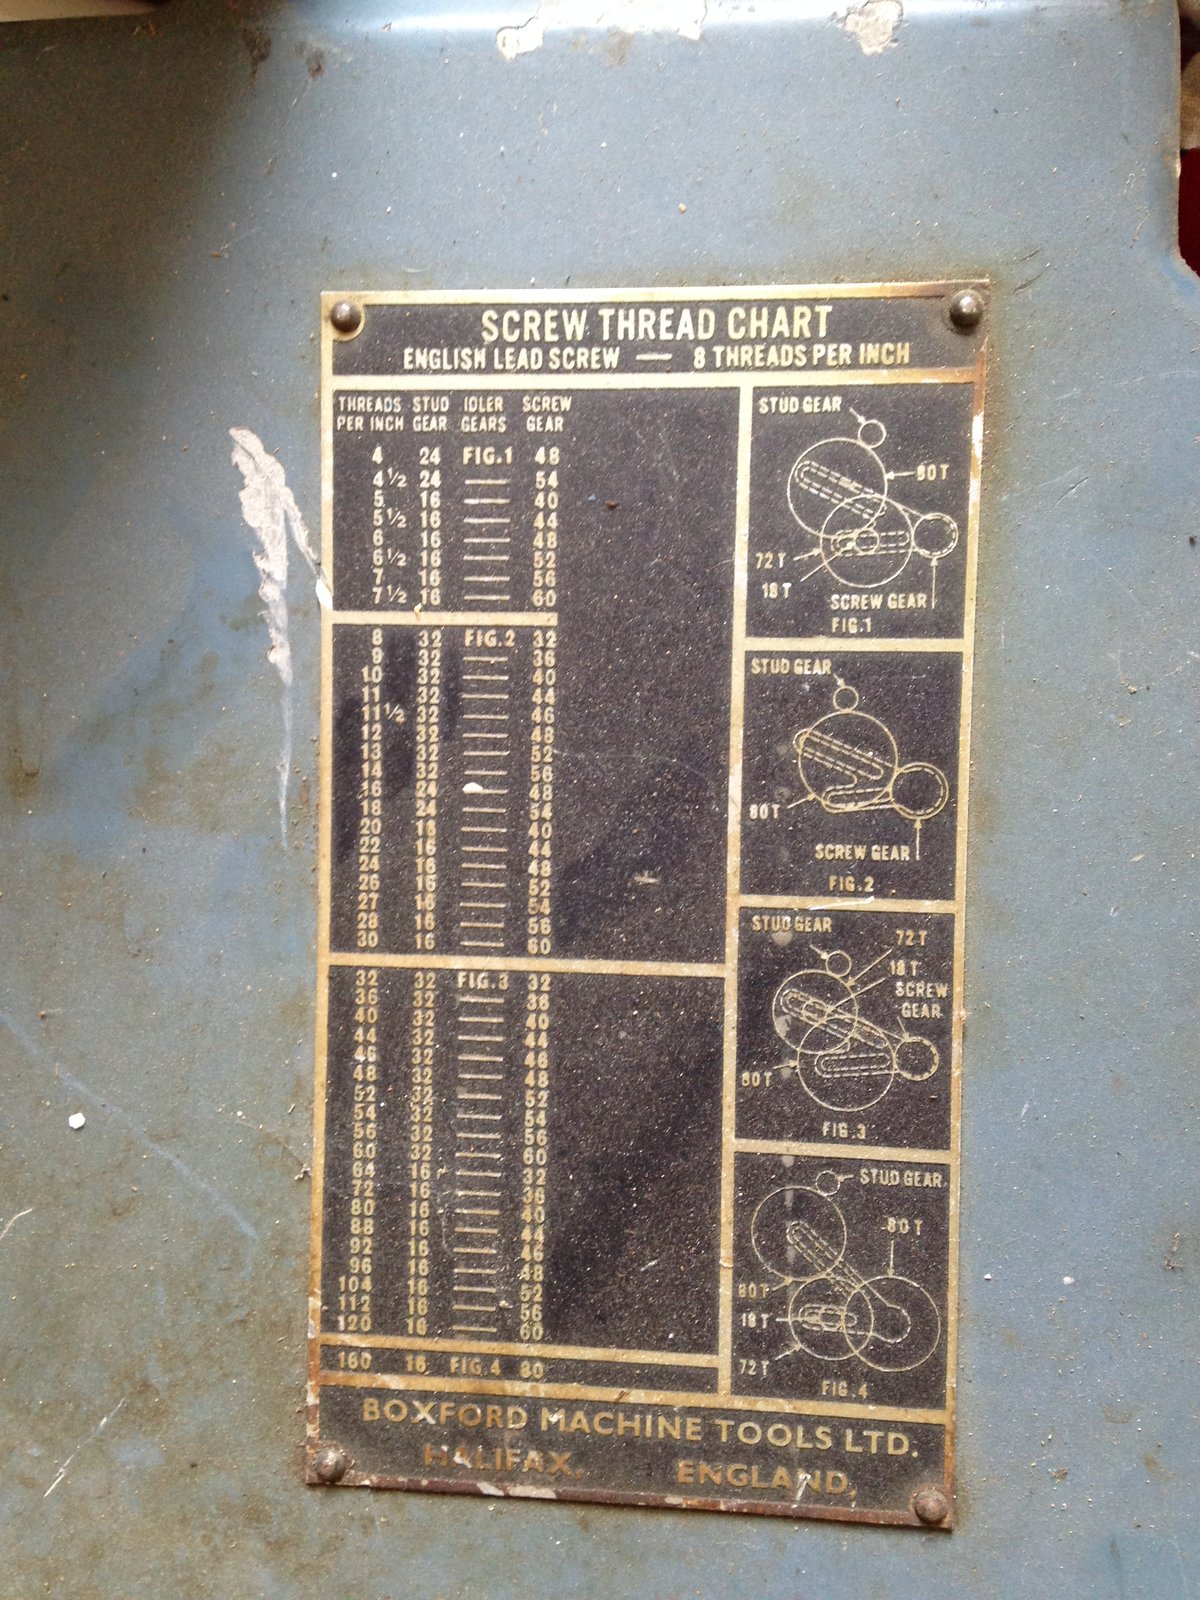 SCREW THREAD CHART
ENGLISH LEAD SCREW — 8 THREADS PER INCH
THREADS PER INCH STUD GEAR IDLER GEARS SCREW GEAR
4 24 FIG.1 48
4½ 24 — 54
5 16 — 40
5½ 16 — 44
6 16 — 48
6½ 16 — 52
7 16 — 56
7½ 16 — 60
8 32 FIG.2 32
9 32 — 36
10 32 — 40
11 32 — 44
11½ 32 — 46
12 32 — 48
13 32 — 52
14 32 — 56
16 24 — 48
18 24 — 54
20 16 — 40
22 16 — 44
24 16 — 48
26 16 — 52
27 16 — 54
28 16 — 56
30 16 — 60
32 32 FIG.3 32
36 32 — 36
40 32 — 40
44 32 — 44
46 32 — 46
48 32 — 48
52 32 — 52
54 32 — 54
56 32 — 56
60 32 — 60
64 16 — 32
72 16 — 36
80 16 — 40
88 16 — 44
92 16 — 46
96 16 — 48
104 16 — 52
112 16 — 56
120 16 — 60
160 16 FIG.4 80
STUD GEAR
80 T
72 T
18 T
SCREW GEAR
FIG.1
STUD GEAR
80 T
SCREW GEAR
FIG.2
STUD GEAR
72 T
18 T
SCREW
GEAR
80 T
FIG.3
STUD GEAR
80 T
80 T
18 T
72 T
FIG.4
BOXFORD MACHINE TOOLS LTD.
HALIFAX, ENGLAND.